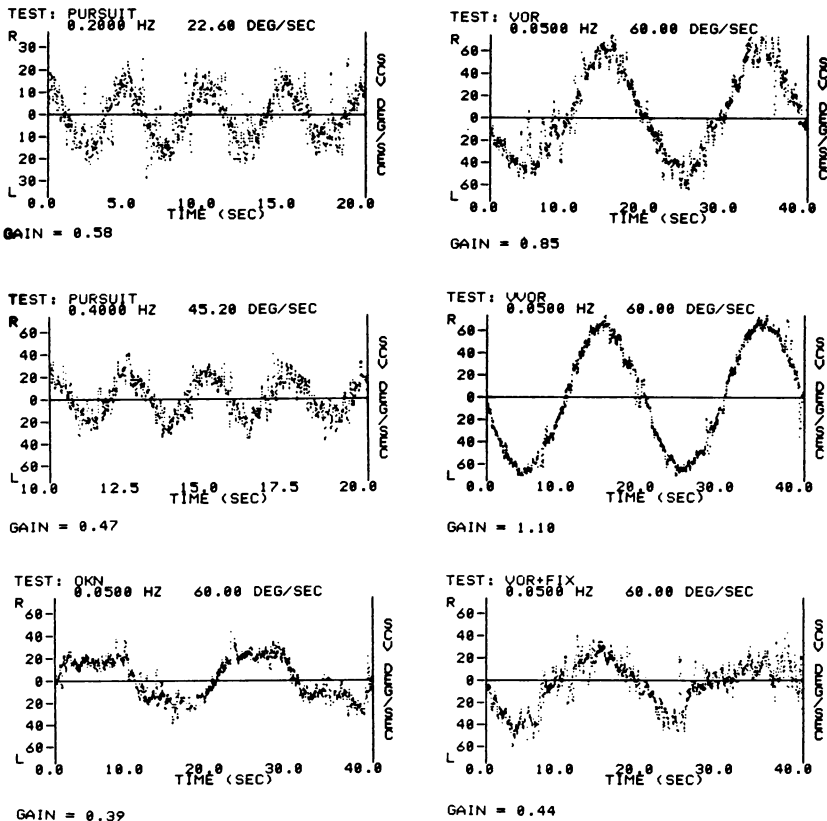 TEST: PURSUIT
0.2000 HZ 22.60 DEG/SEC
R
30
20
10
0
10
20
30
L
0.0 5.0 10.0 15.0 20.0
TIME (SEC)
SCV DEG/SEC
GAIN = 0.58
TEST: VOR
0.0500 HZ 60.00 DEG/SEC
R
60
40
20
0
20
40
60
L
0.0 10.0 20.0 30.0 40.0
TIME (SEC)
SCV DEG/SEC
GAIN = 0.85
TEST: PURSUIT
0.4000 HZ 45.20 DEG/SEC
R
60
40
20
0
20
40
60
L
10.0 12.5 15.0 17.5 20.0
TIME (SEC)
SCV DEG/SEC
GAIN = 0.47
TEST: VVOR
0.0500 HZ 60.00 DEG/SEC
R
60
40
20
0
20
40
60
L
0.0 10.0 20.0 30.0 40.0
TIME (SEC)
SCV DEG/SEC
GAIN = 1.10
TEST: OKN
0.0500 HZ 60.00 DEG/SEC
R
60
40
20
0
20
40
60
L
0.0 10.0 20.0 30.0 40.0
TIME (SEC)
SCV DEG/SEC
GAIN = 0.39
TEST: VOR+FIX
0.0500 HZ 60.00 DEG/SEC
R
60
40
20
0
20
40
60
L
0.0 10.0 20.0 30.0 40.0
TIME (SEC)
SCV DEG/SEC
GAIN = 0.44